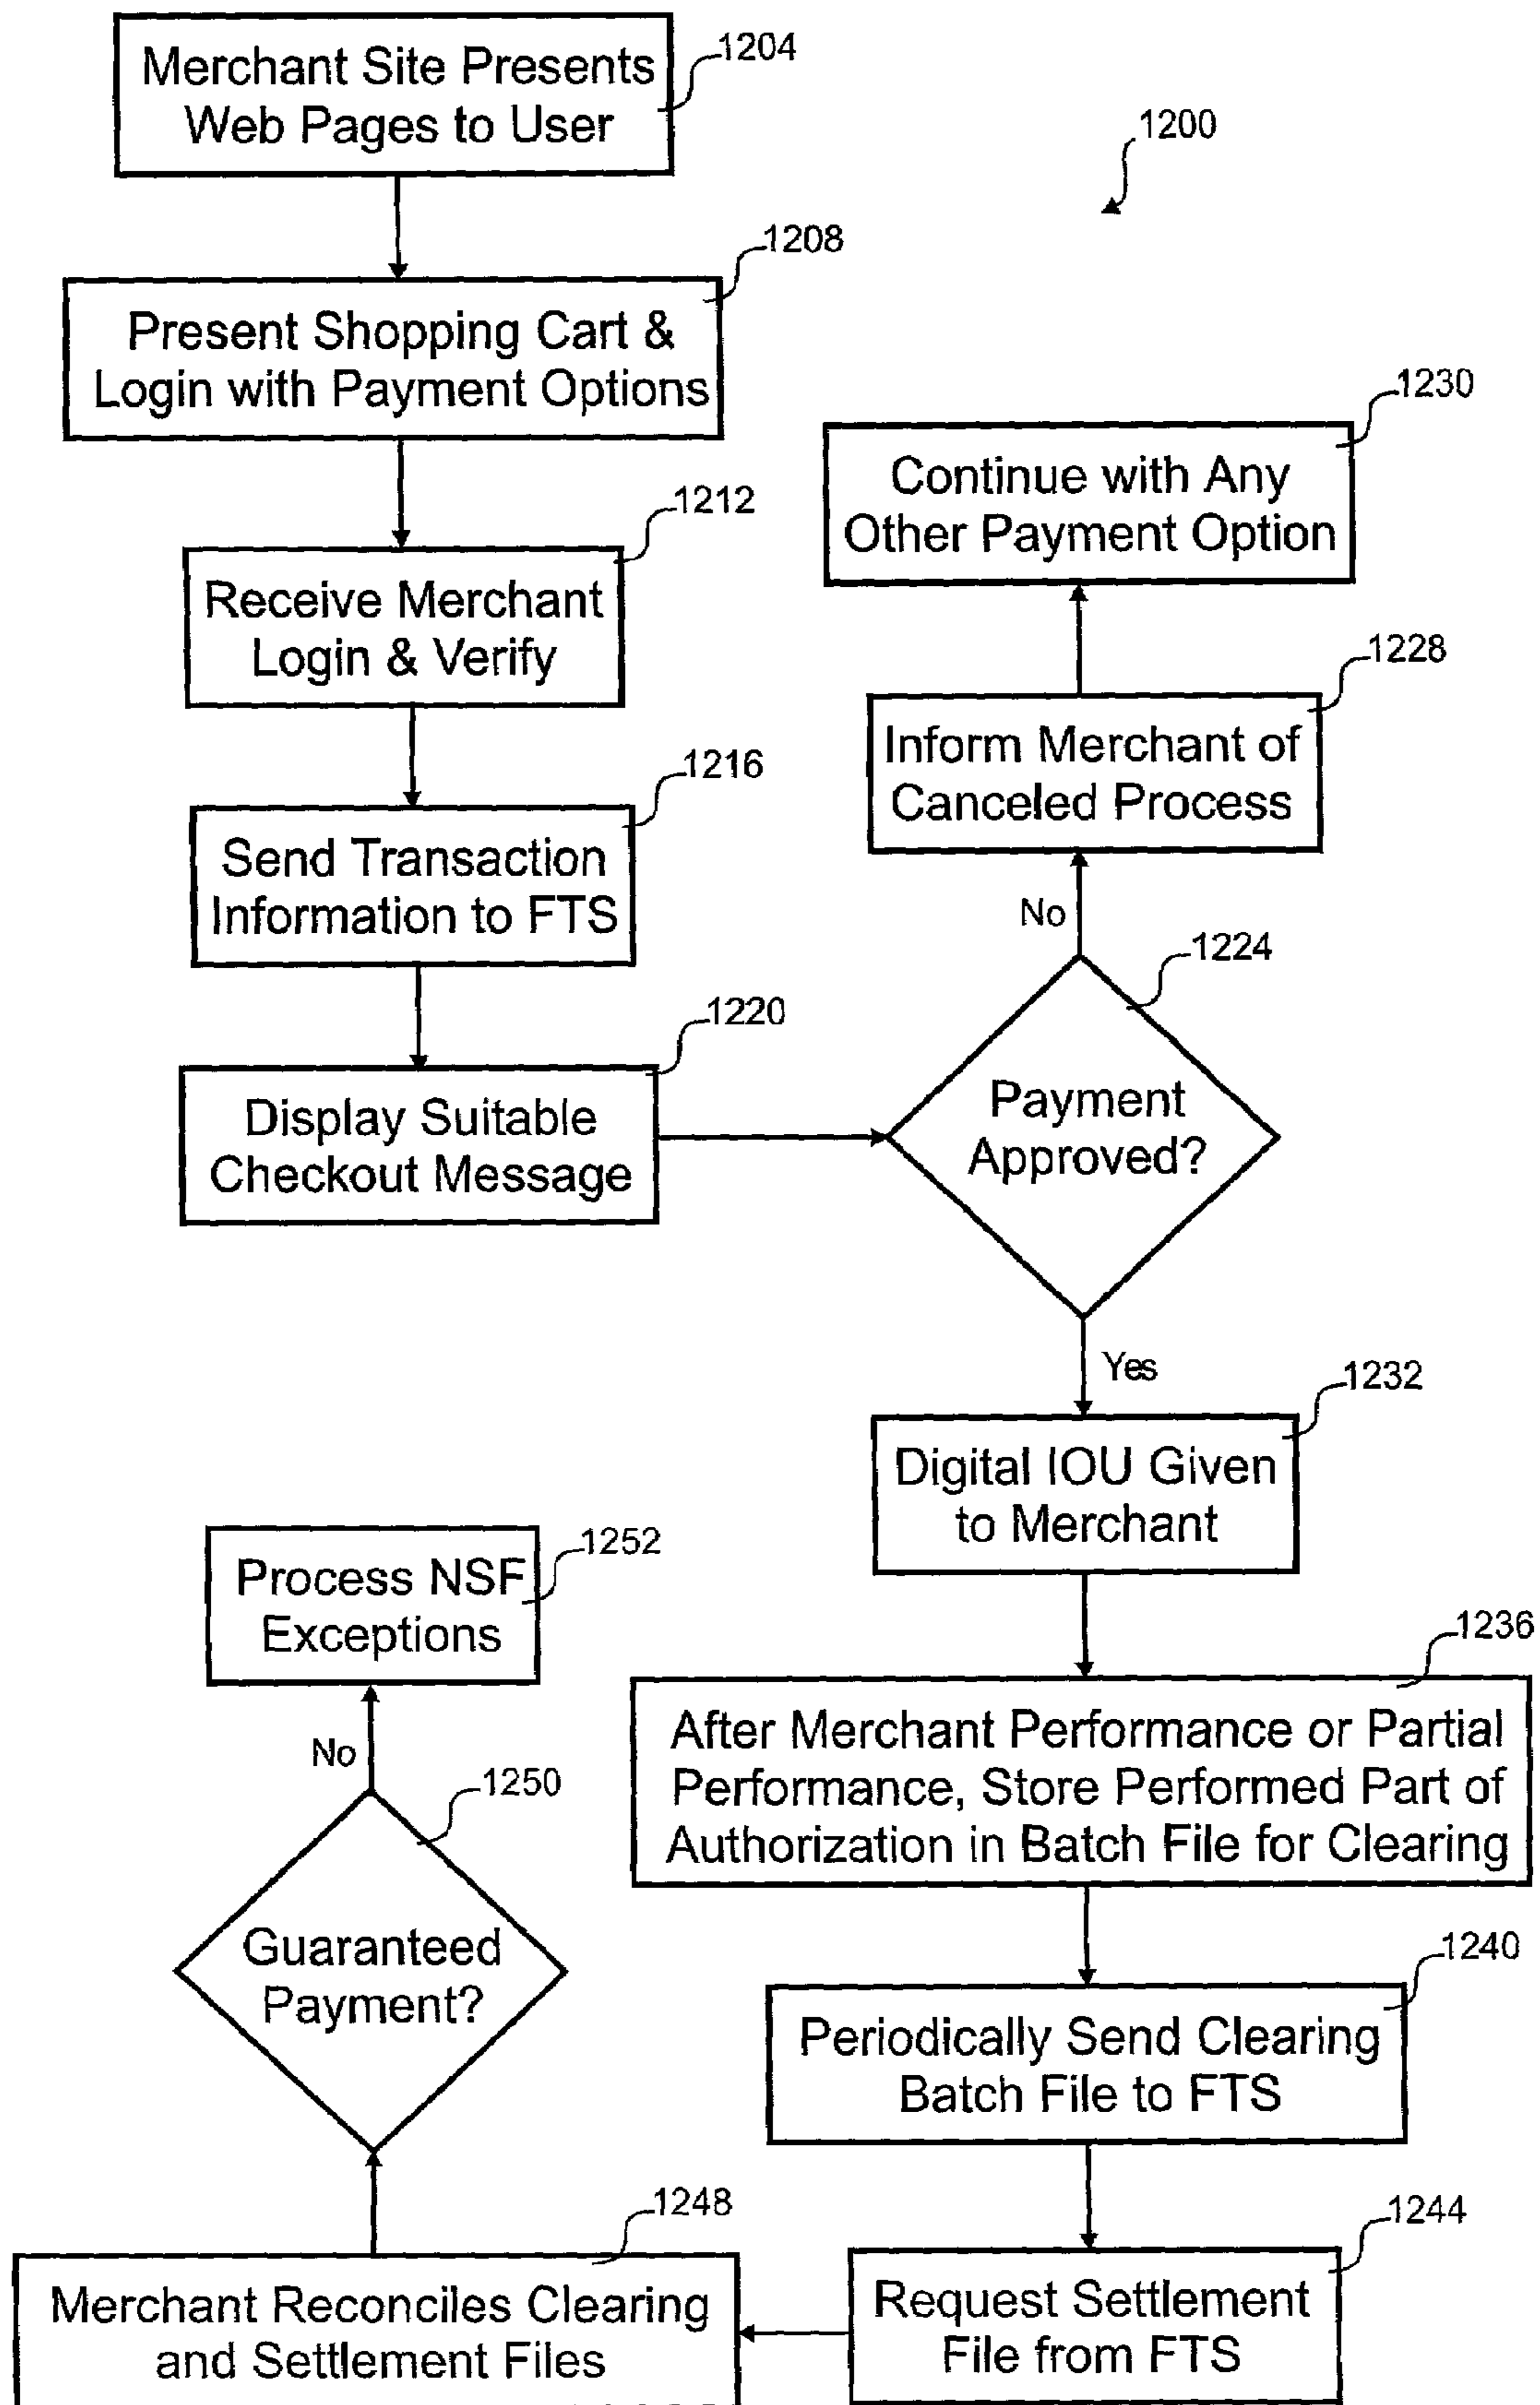 Merchant Site Presents
Web Pages to User
1204
1200
Present Shopping Cart &
Login with Payment Options
1208
Receive Merchant
Login & Verify
1212
Send Transaction
Information to FTS
1216
Display Suitable
Checkout Message
1220
Payment
Approved?
1224
No
Inform Merchant of
Canceled Process
1228
Continue with Any
Other Payment Option
1230
Yes
Digital IOU Given
to Merchant
1232
After Merchant Performance or Partial
Performance, Store Performed Part of
Authorization in Batch File for Clearing
1236
Periodically Send Clearing
Batch File to FTS
1240
Request Settlement
File from FTS
1244
Merchant Reconciles Clearing
and Settlement Files
1248
Guaranteed
Payment?
1250
No
Process NSF
Exceptions
1252